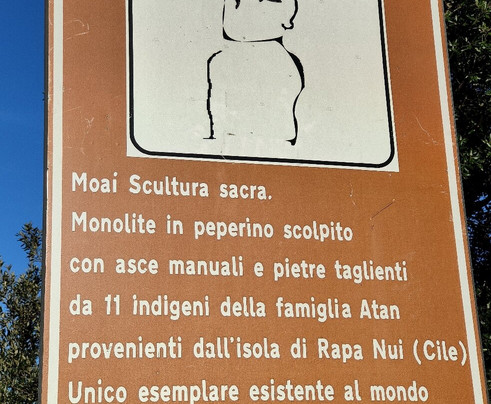 Moai Scultura sacra.
Monolite in peperino scolpito
con asce manuali e pietre taglienti
da 11 indigeni della famiglia Atan
provenienti dall'isola di Rapa Nui (Cile)
Unico esemplare esistente al mondo